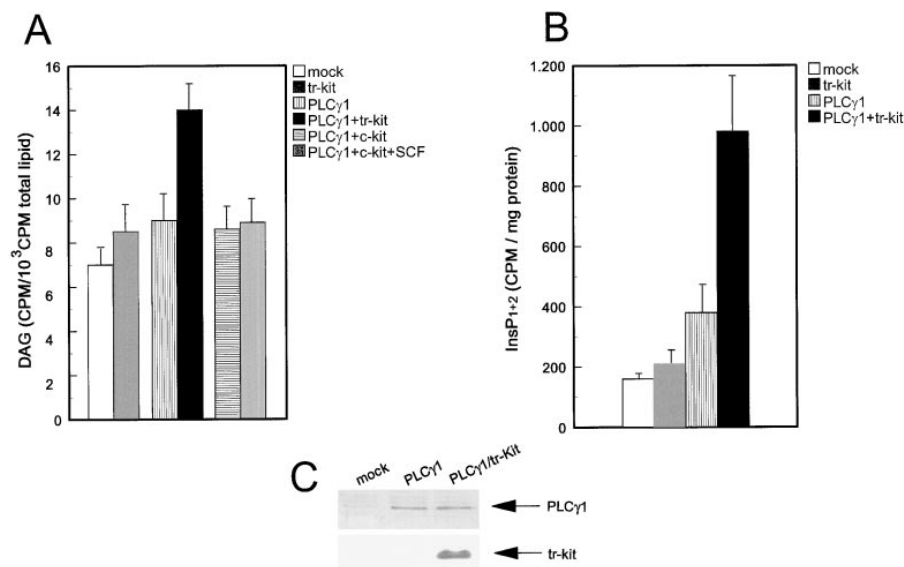 A
DAG (CPM/10³CPM total lipid)
16
14
12
10
8
6
4
2
0
mock
tr-kit
PLCγ1
PLCγ1+tr-kit
PLCγ1+c-kit
PLCγ1+c-kit+SCF
B
InsP₁₊₂ (CPM / mg protein)
1.200
1.000
800
600
400
200
0
mock
tr-kit
PLCγ1
PLCγ1+tr-kit
C
mock
PLCγ1
PLCγ1/tr-Kit
PLCγ1
tr-kit